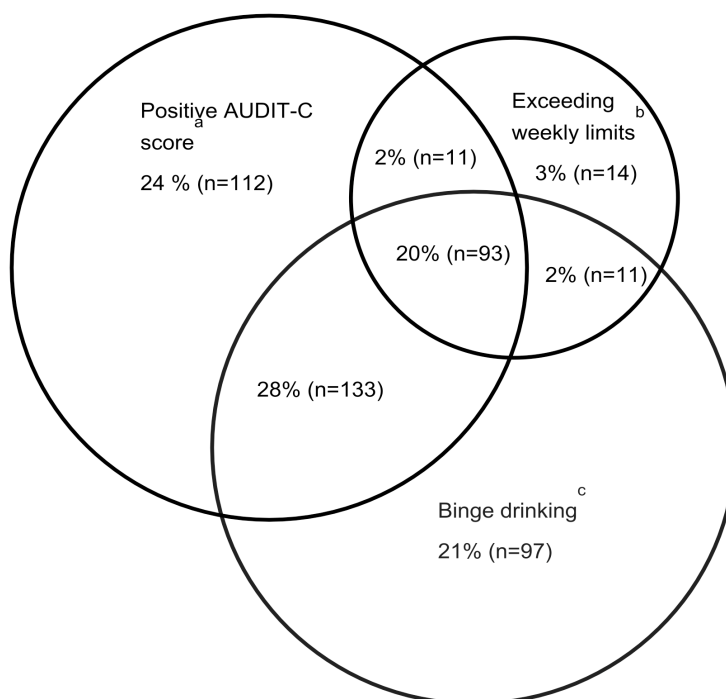 Positive AUDIT-C
score a
24 % (n=112)
Exceeding
weekly limits b
3% (n=14)
2% (n=11)
20% (n=93)
2% (n=11)
28% (n=133)
Binge drinking c
21% (n=97)